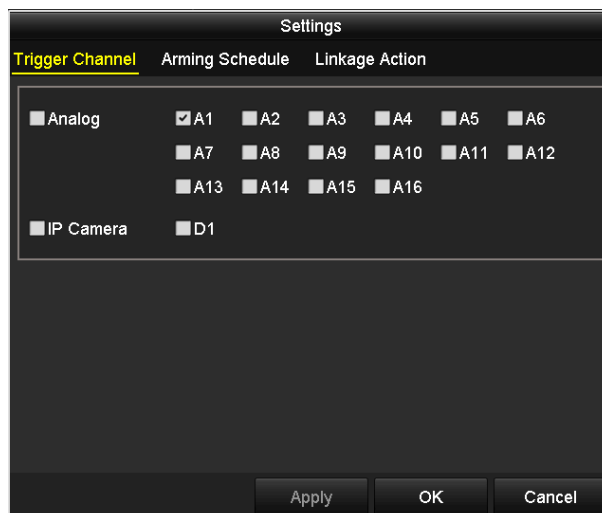 Settings
Trigger Channel Arming Schedule Linkage Action
Analog A1 A2 A3 A4 A5 A6
A7 A8 A9 A10 A11 A12
A13 A14 A15 A16
IP Camera D1
Apply OK Cancel